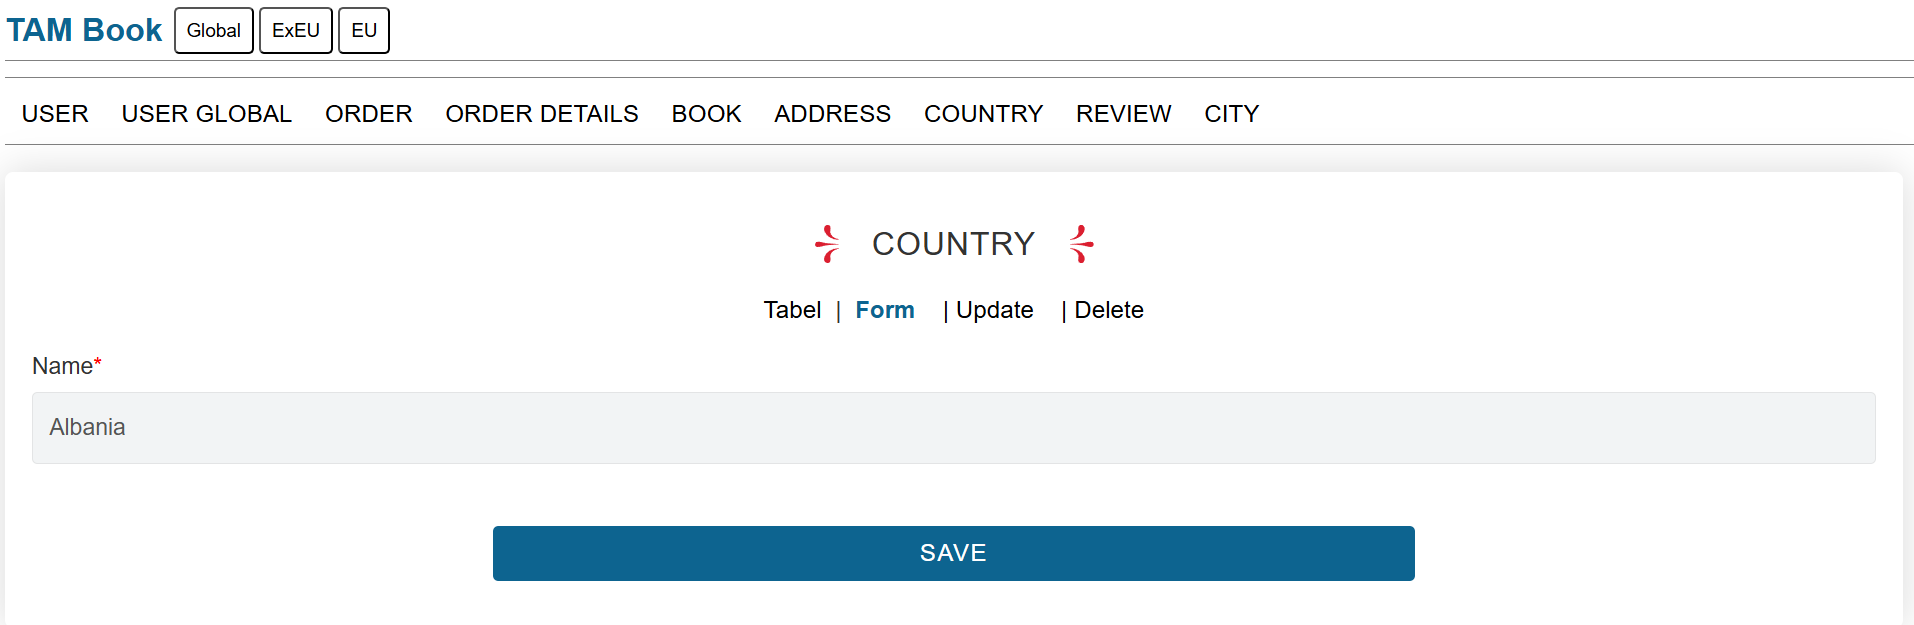 TAM Book Global ExEU EU
USER USER GLOBAL ORDER ORDER DETAILS BOOK ADDRESS COUNTRY REVIEW CITY
COUNTRY
Tabel | Form | Update | Delete
Name*
Albania
SAVE